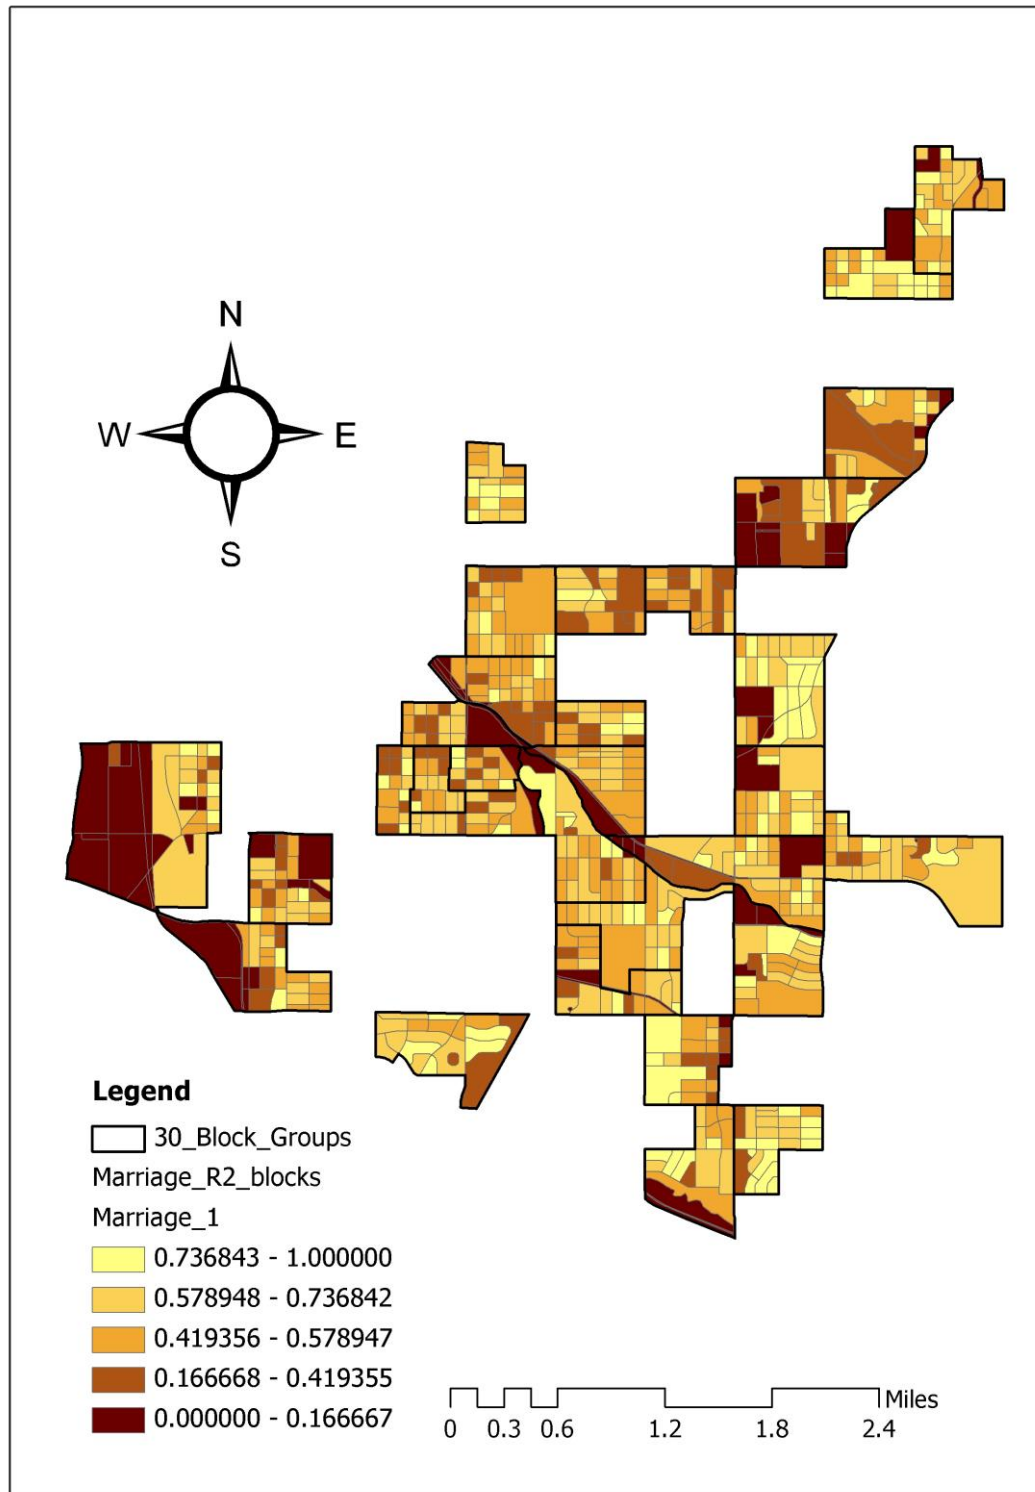 N
W E
S
Legend
30_Block_Groups
Marriage_R2_blocks
Marriage_1
0.736843 - 1.000000
0.578948 - 0.736842
0.419356 - 0.578947
0.166668 - 0.419355
0.000000 - 0.166667
Miles
0 0.3 0.6 1.2 1.8 2.4